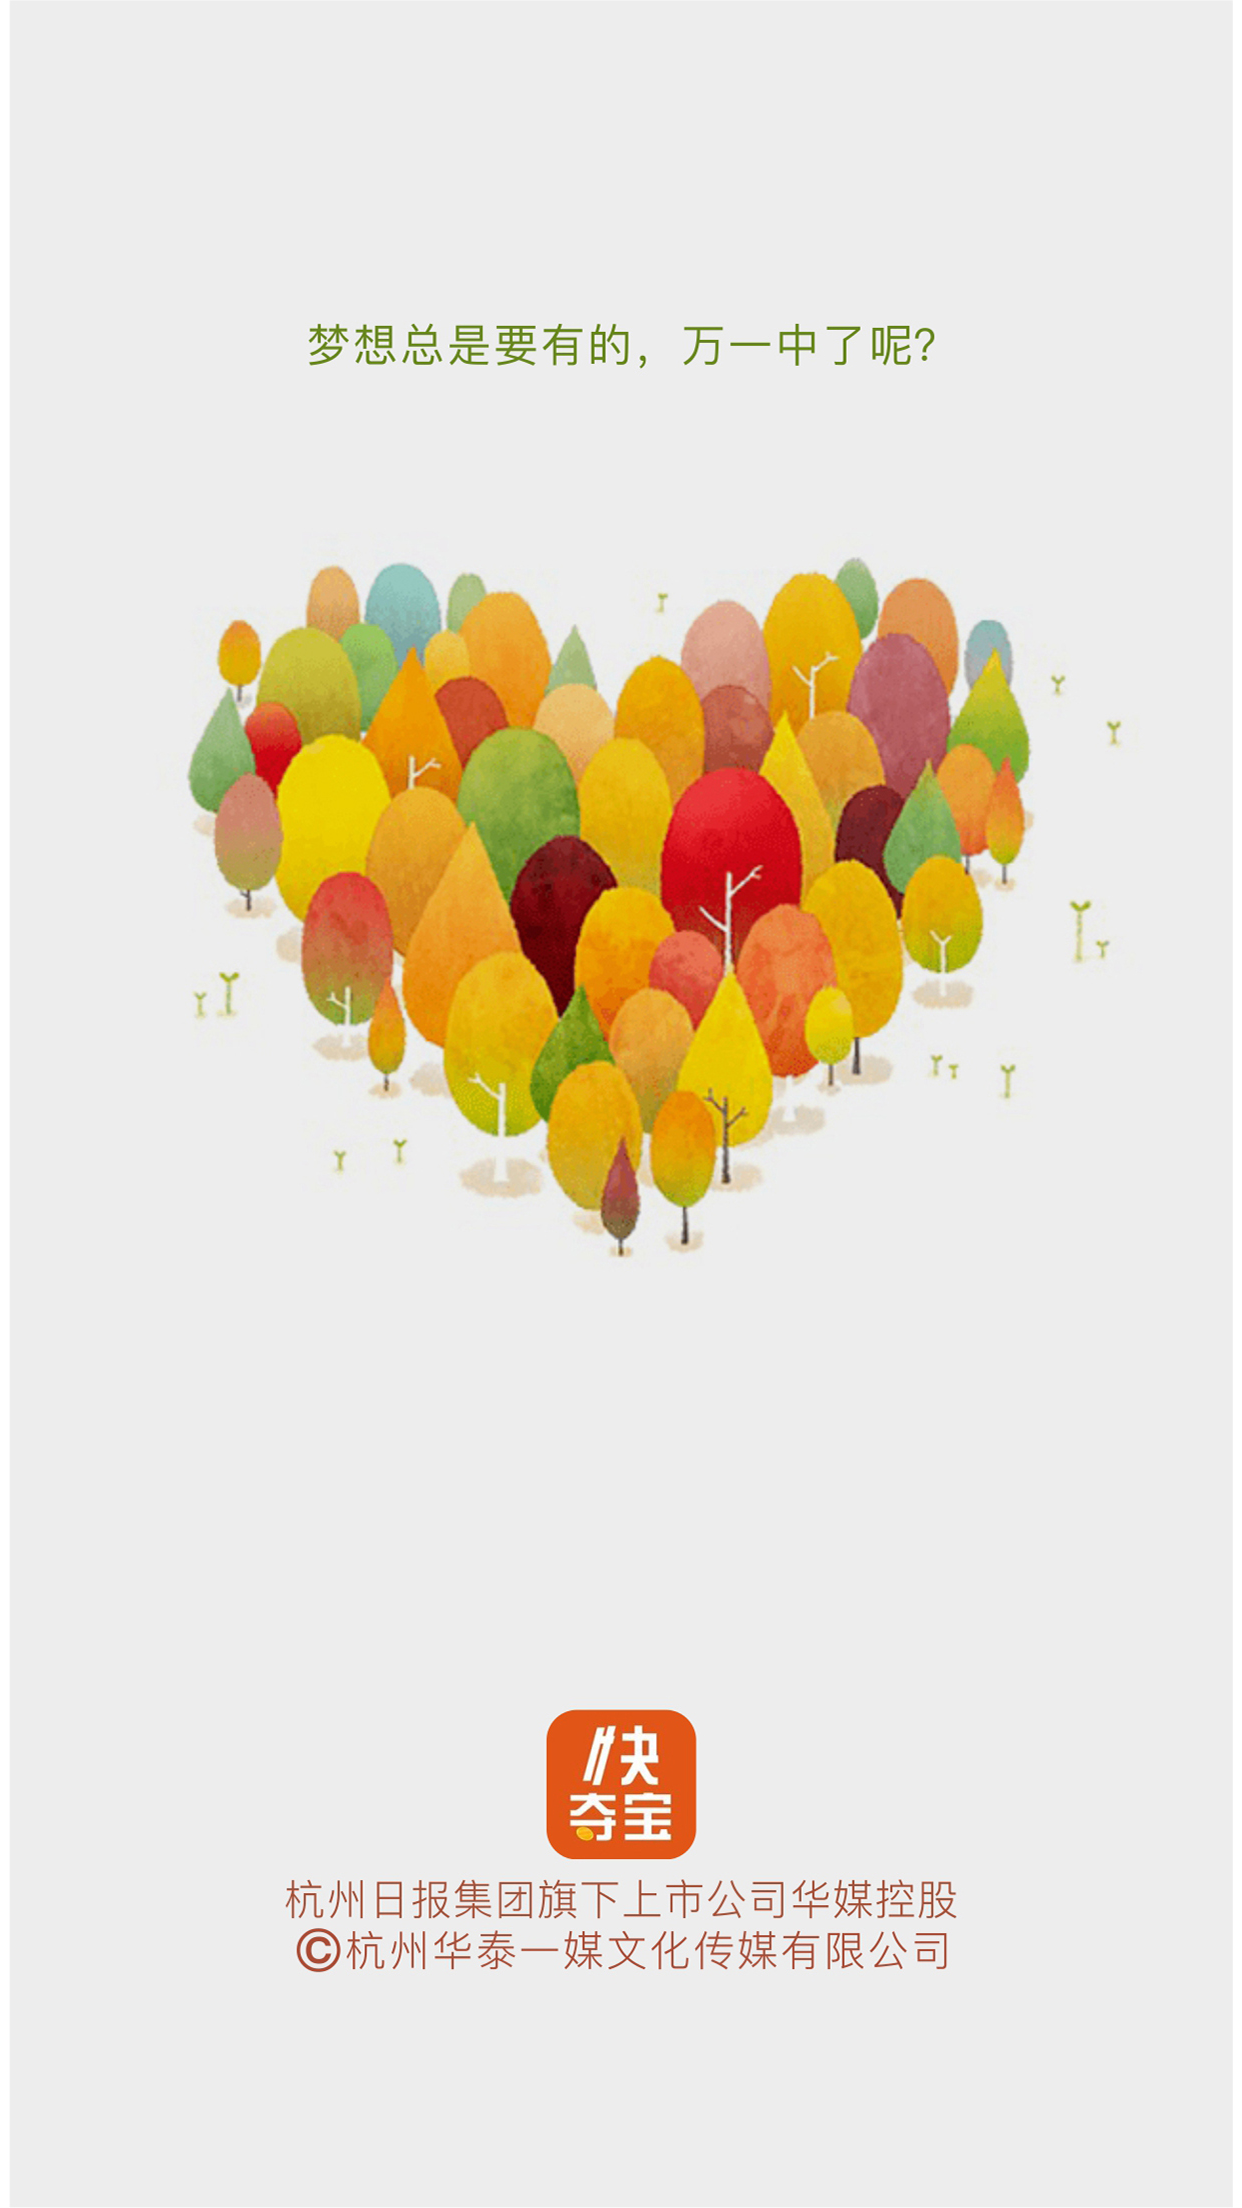 梦想总是要有的，万一中了呢？
快
夺宝
杭州日报集团旗下上市公司华媒控股
©杭州华泰一媒文化传媒有限公司